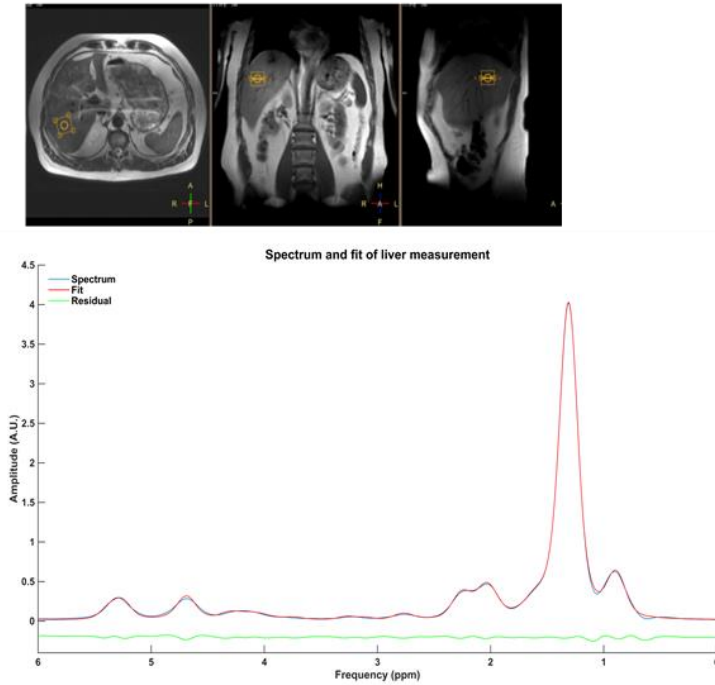 A
R F L
P
H
R A L
F
A
Spectrum and fit of liver measurement
Spectrum
Fit
Residual
Amplitude (A.U.)
4.5
4
3.5
3
2.5
2
1.5
1
0.5
0
6 5 4 3 2 1
Frequency (ppm)